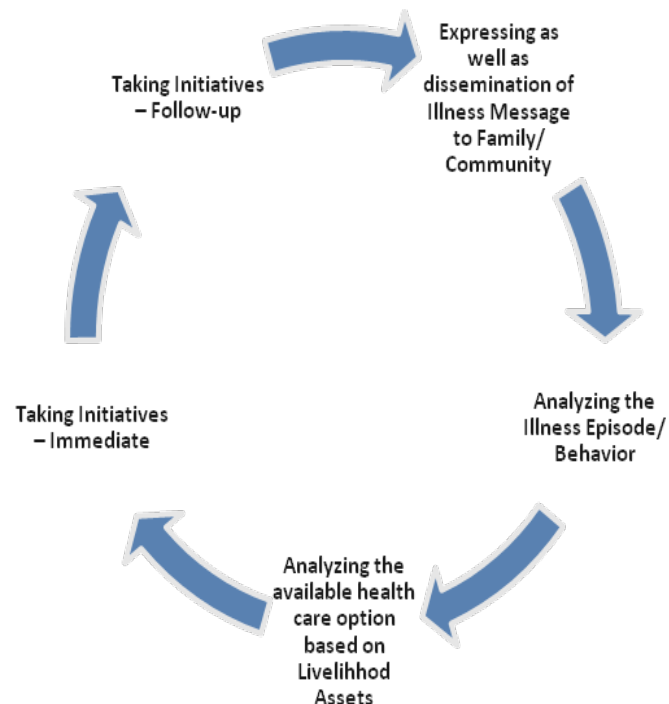 Expressing as
well as
dissemination of
Illness Message
to Family/
Community
Analyzing the
Illness Episode/
Behavior
Analyzing the
available health
care option
based on
Livelihhod
Assets
Taking Initiatives
– Immediate
Taking Initiatives
– Follow-up